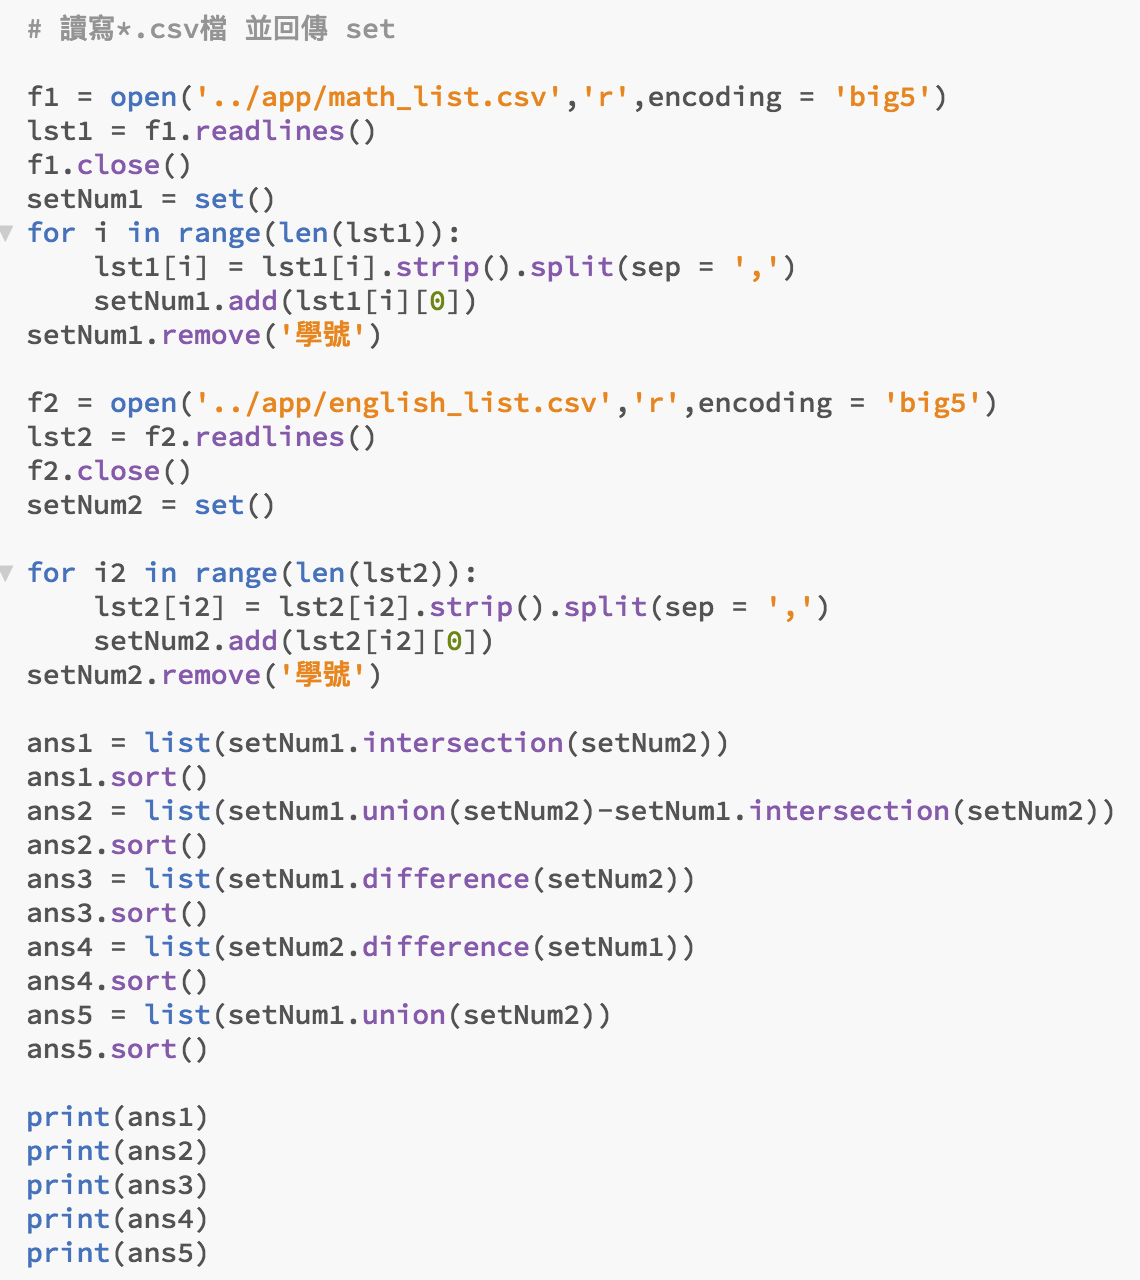 # 讀寫*.csv檔 並回傳 set

f1 = open('../app/math_list.csv','r',encoding = 'big5')
lst1 = f1.readlines()
f1.close()
setNum1 = set()
for i in range(len(lst1)):
    lst1[i] = lst1[i].strip().split(sep = ',')
    setNum1.add(lst1[i][0])
setNum1.remove('學號')

f2 = open('../app/english_list.csv','r',encoding = 'big5')
lst2 = f2.readlines()
f2.close()
setNum2 = set()

for i2 in range(len(lst2)):
    lst2[i2] = lst2[i2].strip().split(sep = ',')
    setNum2.add(lst2[i2][0])
setNum2.remove('學號')

ans1 = list(setNum1.intersection(setNum2))
ans1.sort()
ans2 = list(setNum1.union(setNum2)-setNum1.intersection(setNum2))
ans2.sort()
ans3 = list(setNum1.difference(setNum2))
ans3.sort()
ans4 = list(setNum2.difference(setNum1))
ans4.sort()
ans5 = list(setNum1.union(setNum2))
ans5.sort()

print(ans1)
print(ans2)
print(ans3)
print(ans4)
print(ans5)